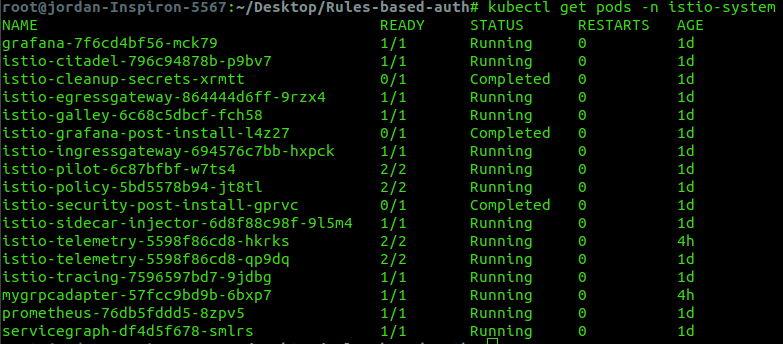 root@jordan-Inspiron-5567:~/Desktop/Rules-based-auth# kubectl get pods -n istio-system
NAME READY STATUS RESTARTS AGE
grafana-7f6cd4bf56-mck79 1/1 Running 0 1d
istio-citadel-796c94878b-p9bv7 1/1 Running 0 1d
istio-cleanup-secrets-xrmtt 0/1 Completed 0 1d
istio-egressgateway-864444d6ff-9rzx4 1/1 Running 0 1d
istio-galley-6c68c5dbcf-fch58 1/1 Running 0 1d
istio-grafana-post-install-l4z27 0/1 Completed 0 1d
istio-ingressgateway-694576c7bb-hxpck 1/1 Running 0 1d
istio-pilot-6c87bfbf-w7ts4 2/2 Running 0 1d
istio-policy-5bd5578b94-jt8tl 2/2 Running 0 1d
istio-security-post-install-gprvc 0/1 Completed 0 1d
istio-sidecar-injector-6d8f88c98f-9l5m4 1/1 Running 0 1d
istio-telemetry-5598f86cd8-hkrks 2/2 Running 0 4h
istio-telemetry-5598f86cd8-qp9dq 2/2 Running 0 1d
istio-tracing-7596597bd7-9jdbg 1/1 Running 0 1d
mygrpcadapter-57fcc9bd9b-6bxp7 1/1 Running 0 4h
prometheus-76db5fddd5-8zpv5 1/1 Running 0 1d
servicegraph-df4d5f678-smlrs 1/1 Running 0 1d